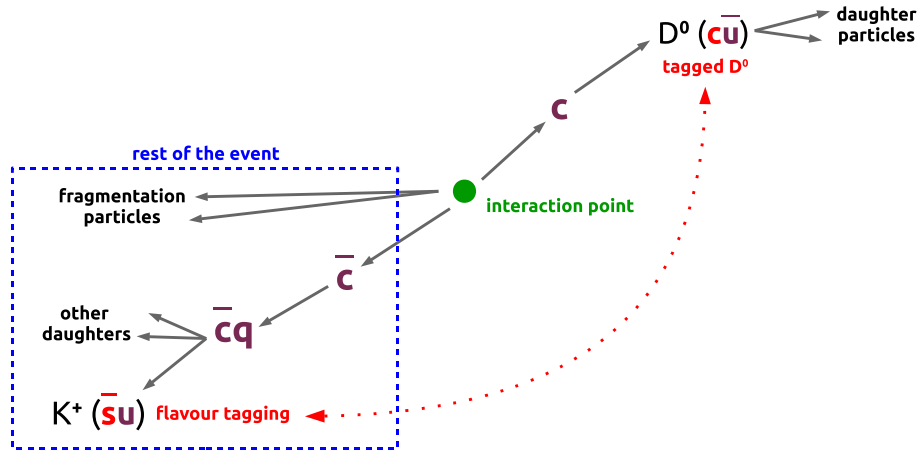 D⁰ (cu̅)
tagged D⁰
daughter
particles
c
rest of the event
fragmentation
particles
interaction point
c̅
other
daughters
c̅q
K⁺ (s̅u)
flavour tagging